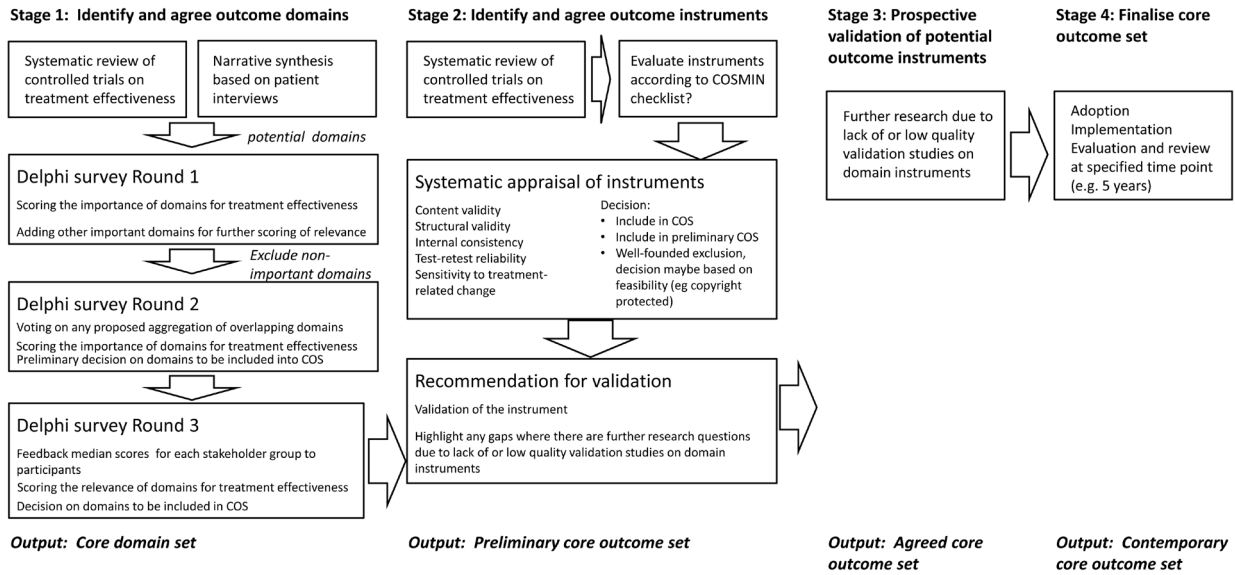 Stage 1:  Identify and agree outcome domains
Systematic review of
controlled trials on
treatment effectiveness
Narrative synthesis
based on patient
interviews
potential  domains
Delphi survey Round 1
Scoring the importance of domains for treatment effectiveness
Adding other important domains for further scoring of relevance
Exclude non-
important domains
Delphi survey Round 2
Voting on any proposed aggregation of overlapping domains
Scoring the importance of domains for treatment effectiveness
Preliminary decision on domains to be included into COS
Delphi survey Round 3
Feedback median scores  for each stakeholder group to
participants
Scoring the relevance of domains for treatment effectiveness
Decision on domains to be included in COS
Output:  Core domain set
Stage 2: Identify and agree outcome instruments
Systematic review of
controlled trials on
treatment effectiveness
Evaluate instruments
according to COSMIN
checklist?
Systematic appraisal of instruments
Content validity
Structural validity
Internal consistency
Test-retest reliability
Sensitivity to treatment-
related change
Decision:
• Include in COS
• Include in preliminary COS
• Well-founded exclusion,
decision maybe based on
feasibility (eg copyright
protected)
Recommendation for validation
Validation of the instrument
Highlight any gaps where there are further research questions
due to lack of or low quality validation studies on domain
instruments
Output:  Preliminary core outcome set
Stage 3: Prospective
validation of potential
outcome instruments
Further research due to
lack of or low quality
validation studies on
domain instruments
Output:  Agreed core
outcome set
Stage 4: Finalise core
outcome set
Adoption
Implementation
Evaluation and review
at specified time point
(e.g. 5 years)
Output:  Contemporary
core outcome set